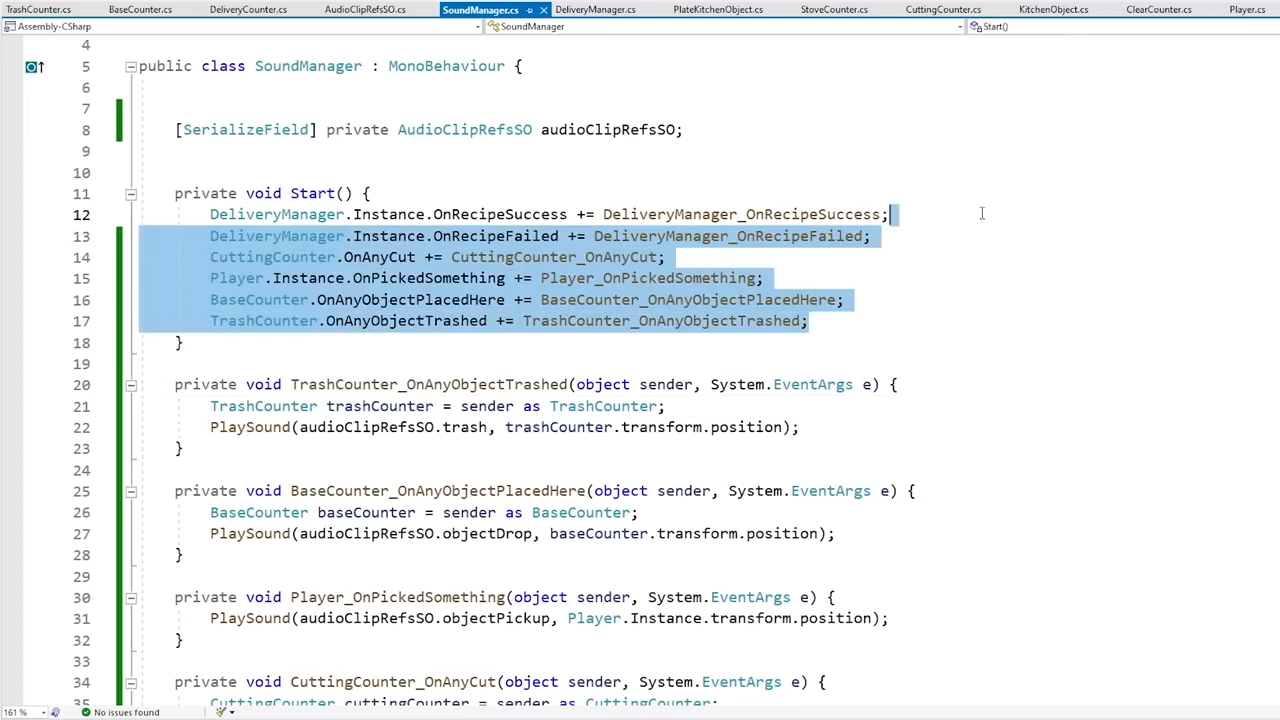 TrashCounter.cs BaseCounter.cs DeliveryCounter.cs AudioClipRefsSO.cs SoundManager.cs DeliveryManager.cs PlateKitchenObject.cs StoveCounter.cs CuttingCounter.cs KitchenObject.cs ClearCounter.cs Player.cs
Assembly-CSharp SoundManager Start()
4
5 public class SoundManager : MonoBehaviour {
6
7
8 [SerializeField] private AudioClipRefsSO audioClipRefsSO;
9
10
11 private void Start() {
12 DeliveryManager.Instance.OnRecipeSuccess += DeliveryManager_OnRecipeSuccess;
13 DeliveryManager.Instance.OnRecipeFailed += DeliveryManager_OnRecipeFailed;
14 CuttingCounter.OnAnyCut += CuttingCounter_OnAnyCut;
15 Player.Instance.OnPickedSomething += Player_OnPickedSomething;
16 BaseCounter.OnAnyObjectPlacedHere += BaseCounter_OnAnyObjectPlacedHere;
17 TrashCounter.OnAnyObjectTrashed += TrashCounter_OnAnyObjectTrashed;
18 }
19
20 private void TrashCounter_OnAnyObjectTrashed(object sender, System.EventArgs e) {
21 TrashCounter trashCounter = sender as TrashCounter;
22 PlaySound(audioClipRefsSO.trash, trashCounter.transform.position);
23 }
24
25 private void BaseCounter_OnAnyObjectPlacedHere(object sender, System.EventArgs e) {
26 BaseCounter baseCounter = sender as BaseCounter;
27 PlaySound(audioClipRefsSO.objectDrop, baseCounter.transform.position);
28 }
29
30 private void Player_OnPickedSomething(object sender, System.EventArgs e) {
31 PlaySound(audioClipRefsSO.objectPickup, Player.Instance.transform.position);
32 }
33
34 private void CuttingCounter_OnAnyCut(object sender, System.EventArgs e) {
35 CuttingCounter cuttingCounter = sender as CuttingCounter;
161 % No issues found